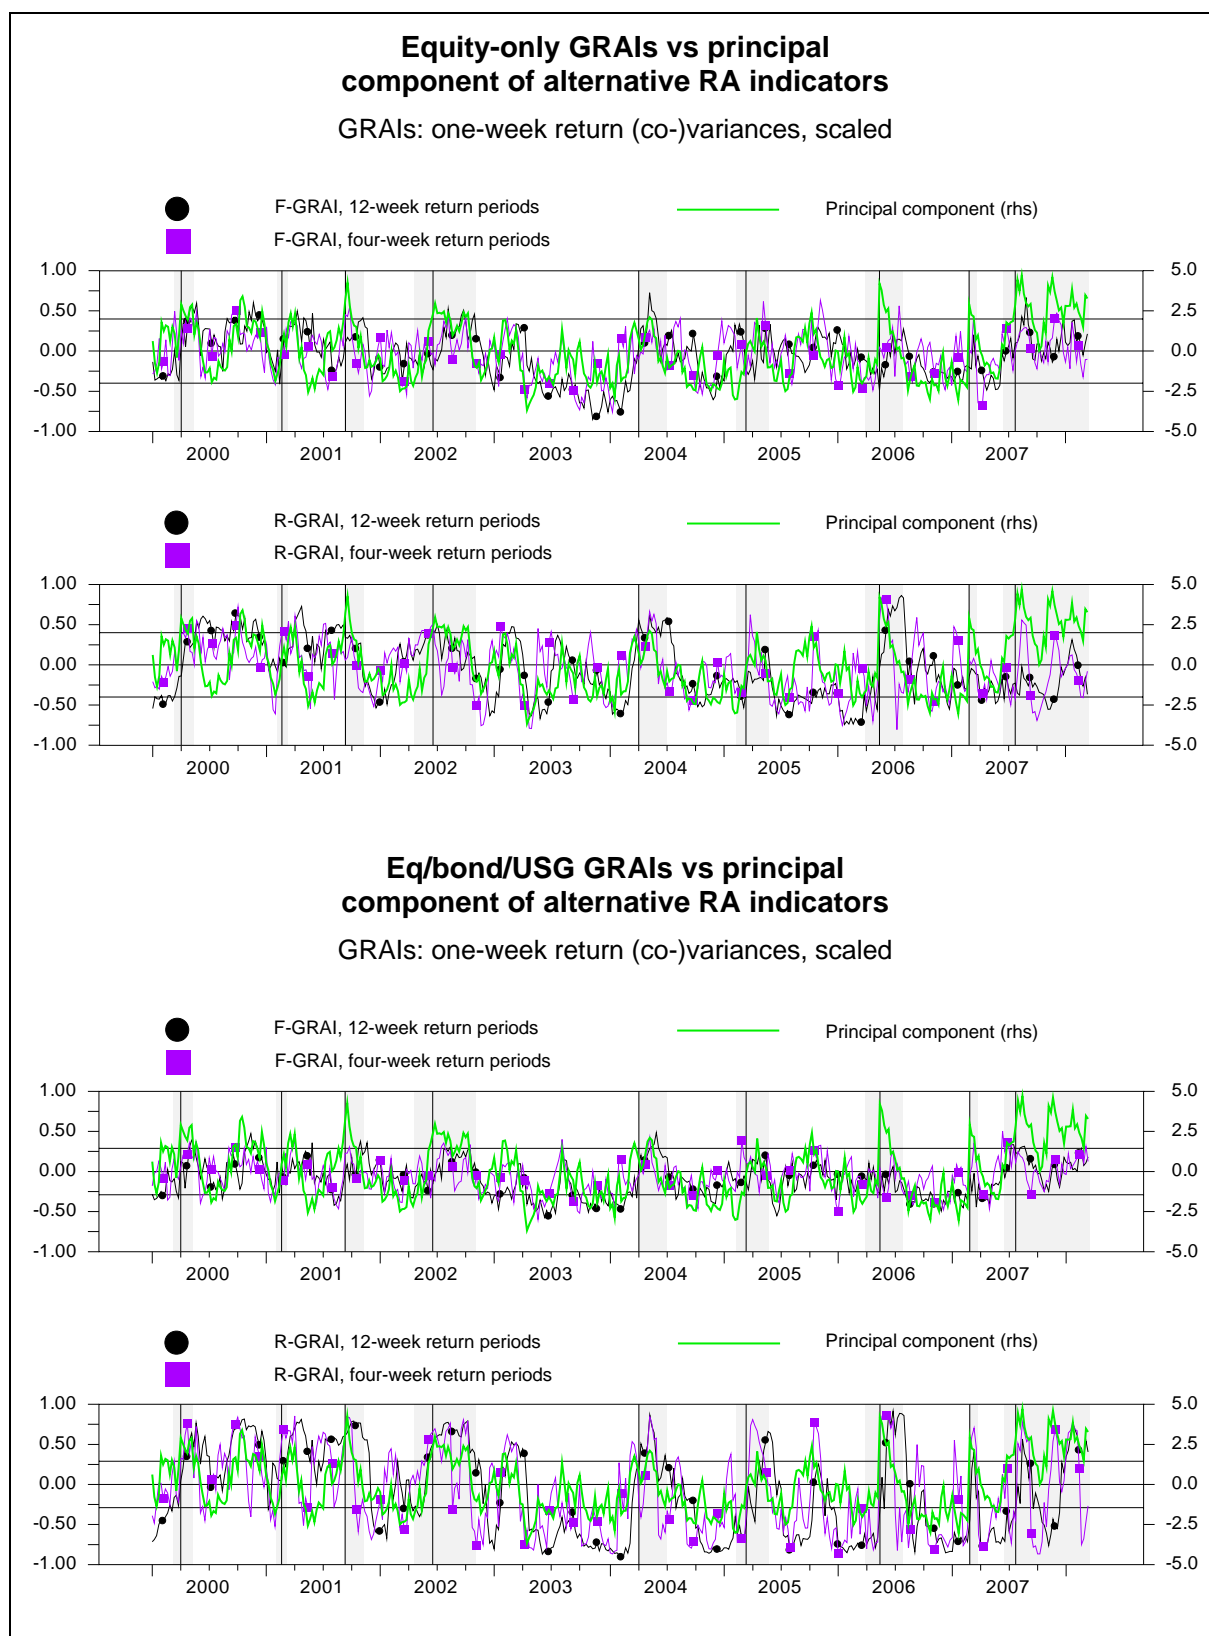 Equity-only GRAIs vs principal
component of alternative RA indicators
GRAIs: one-week return (co-)variances, scaled
F-GRAI, 12-week return periods
Principal component (rhs)
F-GRAI, four-week return periods
1.00 5.0
0.50 2.5
0.00 0.0
-0.50 -2.5
-1.00 -5.0
2000 2001 2002 2003 2004 2005 2006 2007
R-GRAI, 12-week return periods
Principal component (rhs)
R-GRAI, four-week return periods
1.00 5.0
0.50 2.5
0.00 0.0
-0.50 -2.5
-1.00 -5.0
2000 2001 2002 2003 2004 2005 2006 2007
Eq/bond/USG GRAIs vs principal
component of alternative RA indicators
GRAIs: one-week return (co-)variances, scaled
F-GRAI, 12-week return periods
Principal component (rhs)
F-GRAI, four-week return periods
1.00 5.0
0.50 2.5
0.00 0.0
-0.50 -2.5
-1.00 -5.0
2000 2001 2002 2003 2004 2005 2006 2007
R-GRAI, 12-week return periods
Principal component (rhs)
R-GRAI, four-week return periods
1.00 5.0
0.50 2.5
0.00 0.0
-0.50 -2.5
-1.00 -5.0
2000 2001 2002 2003 2004 2005 2006 2007